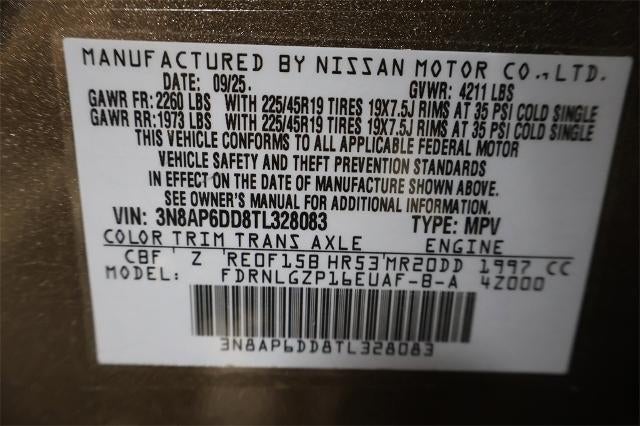 MANUFACTURED BY NISSAN MOTOR CO., LTD.
DATE: 09/25. GVWR: 4211 LBS
GAWR FR: 2260 LBS WITH 225/45R19 TIRES 19X7.5J RIMS AT 35 PSI COLD SINGLE
GAWR RR: 1973 LBS WITH 225/45R19 TIRES 19X7.5J RIMS AT 35 PSI COLD SINGLE
THIS VEHICLE CONFORMS TO ALL APPLICABLE FEDERAL MOTOR
VEHICLE SAFETY AND THEFT PREVENTION STANDARDS
IN EFFECT ON THE DATE OF MANUFACTURE SHOWN ABOVE.
SEE OWNER'S MANUAL FOR ADDITIONAL INFORMATION.
VIN: 3N8AP6DD8TL328083 TYPE: MPV
COLOR TRIM TRANS AXLE ENGINE
CBF Z RE0F15B HR53 MR20DD 1997 CC
MODEL: FDRNLGZP16EUAF-B-A 4Z000
3N8AP6DD8TL328083